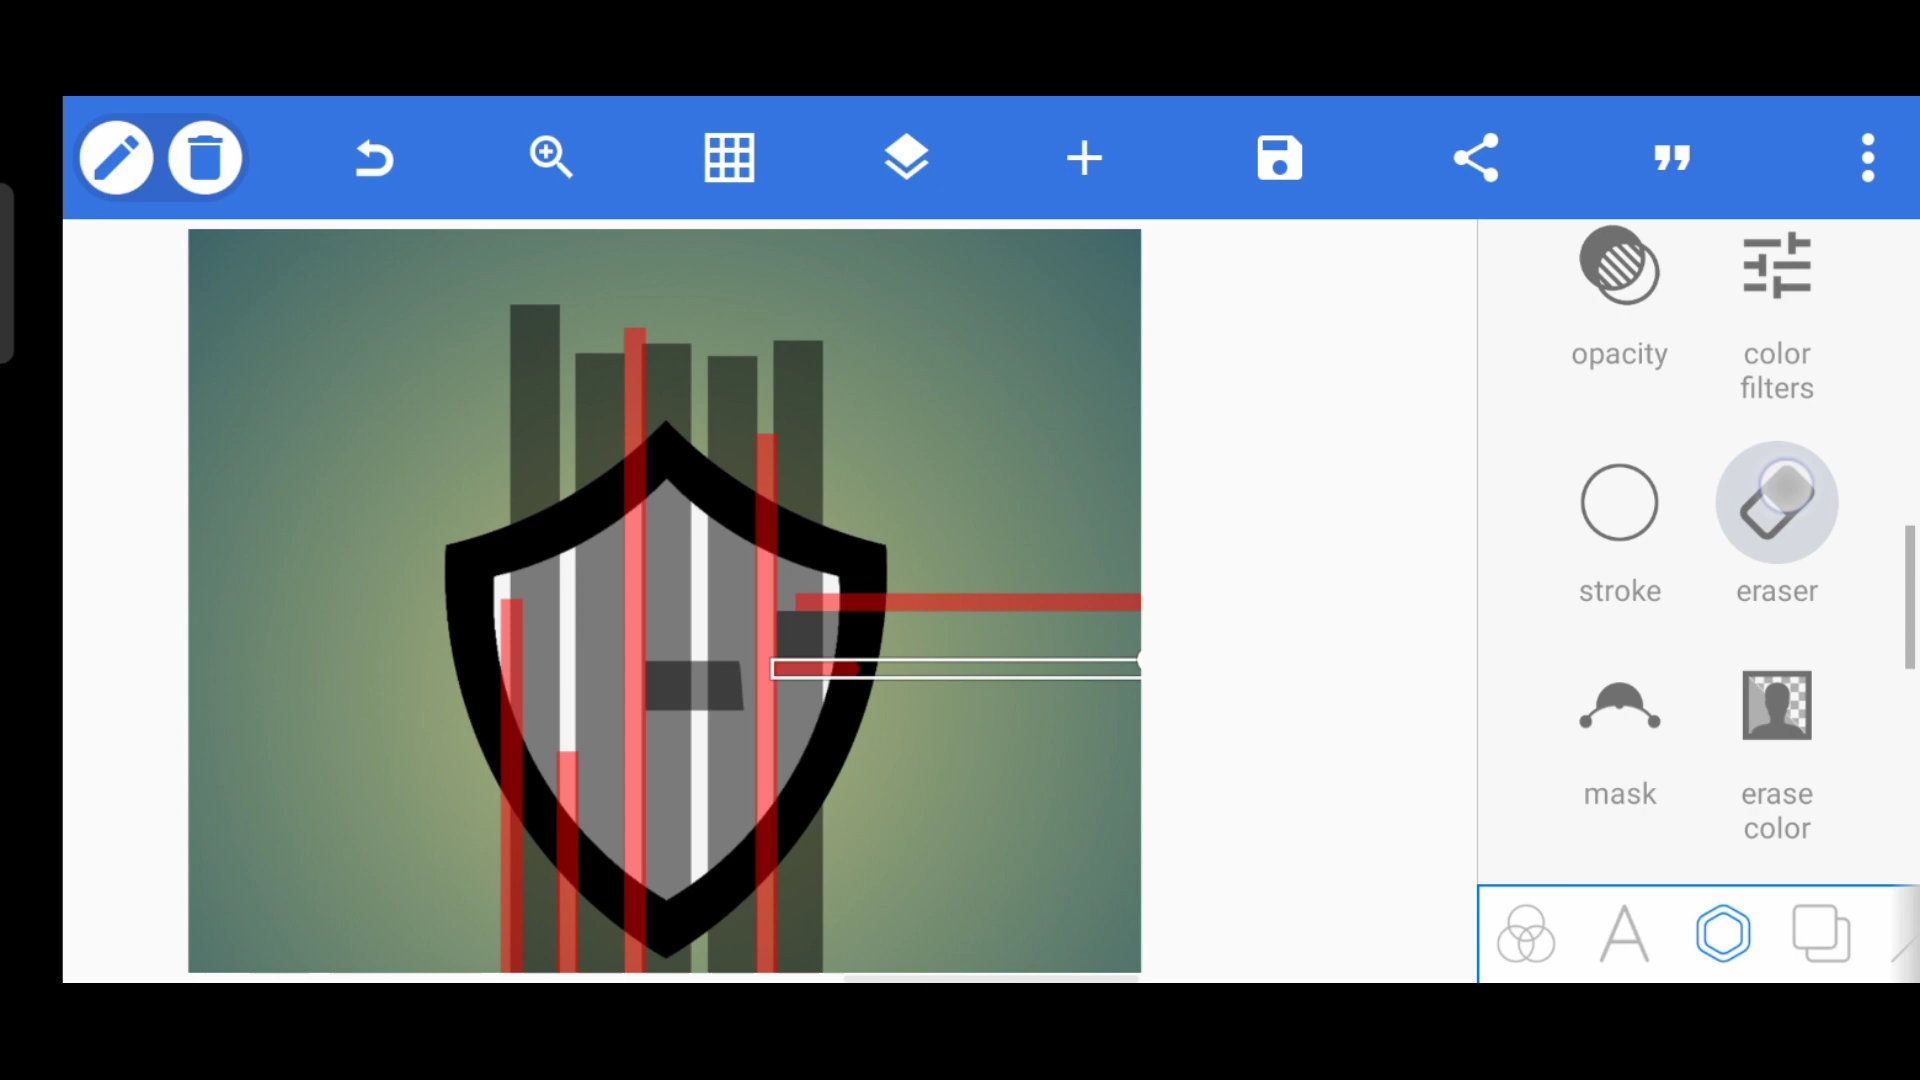 opacity
color
filters
stroke
eraser
mask
erase
color